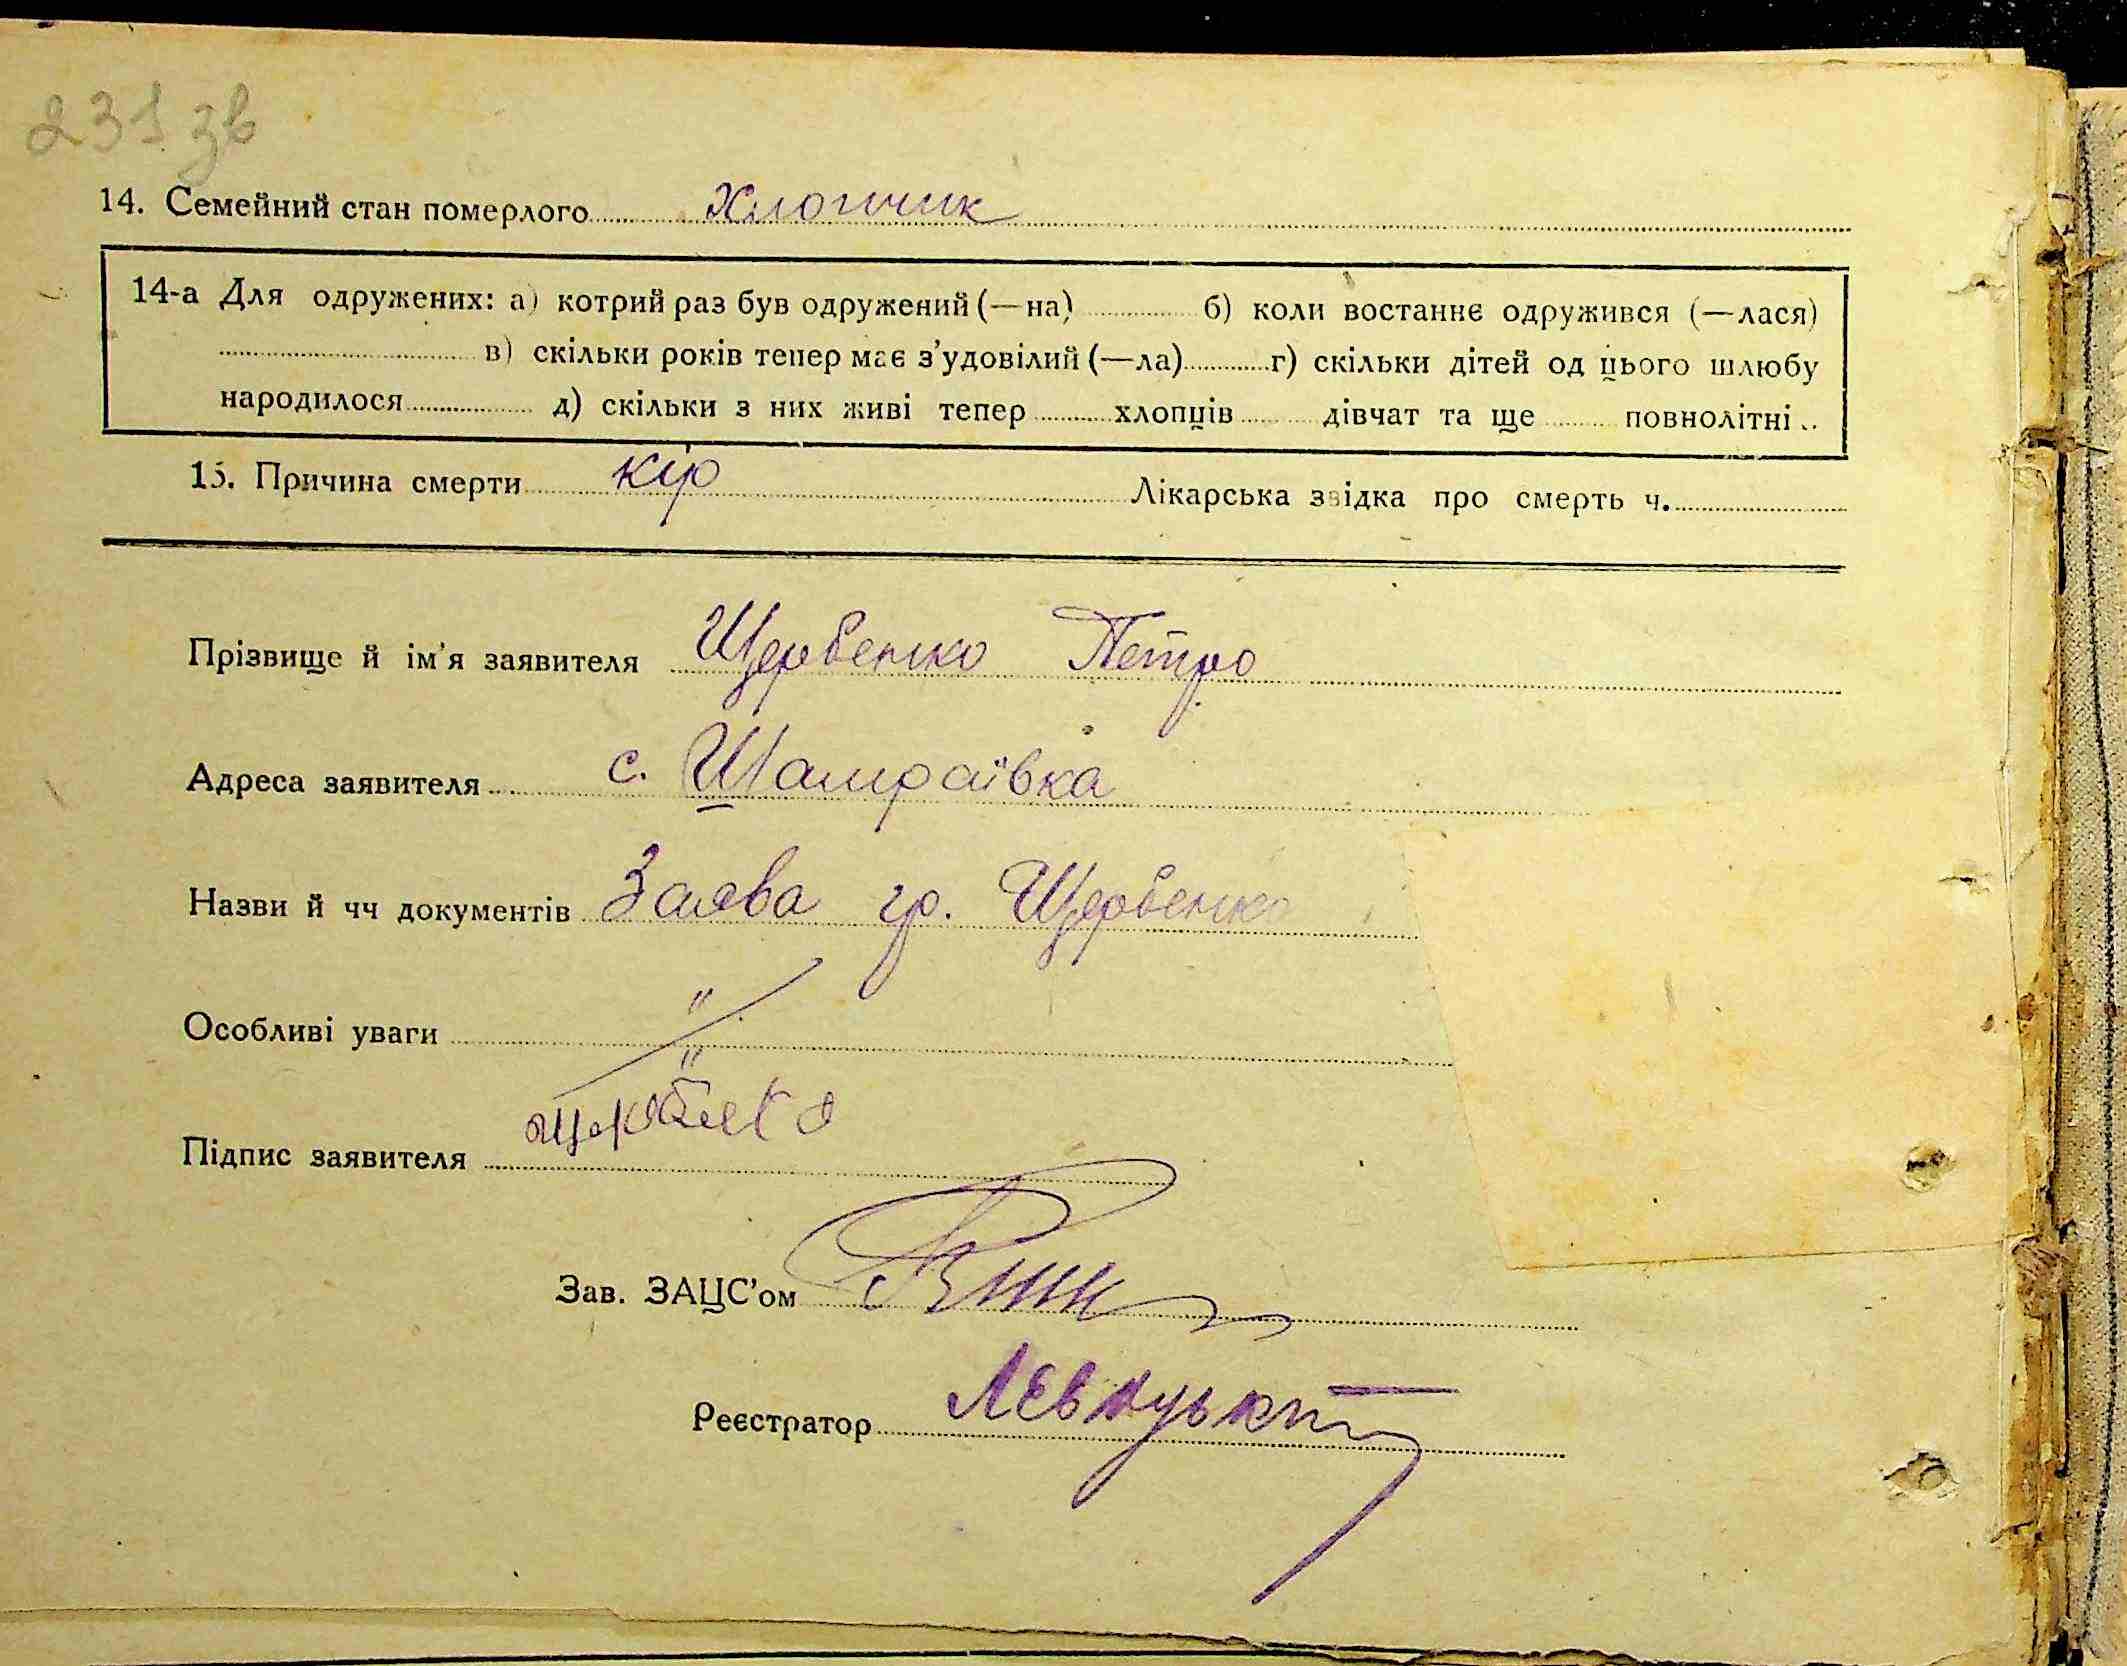 231 зв
14. Семейний стан померлого Хлопчик
14-а Для одружених: а) котрий раз був одружений (—на) б) коли востаннє одружився (—лася)
в) скільки років тепер має з’удовілий (—ла) г) скільки дітей од цього шлюбу
народилося д) скільки з них живі тепер хлопців дівчат та ще повнолітні
15. Причина смерти кір Лікарська звідка про смерть ч.
Прізвище й ім’я заявителя Щербенко Петро
Адреса заявителя с. Шамраївка
Назви й чч документів Заява гр. Щербенко
Особливі уваги
Підпис заявителя
Зав. ЗАЦС’ом
Реєстратор